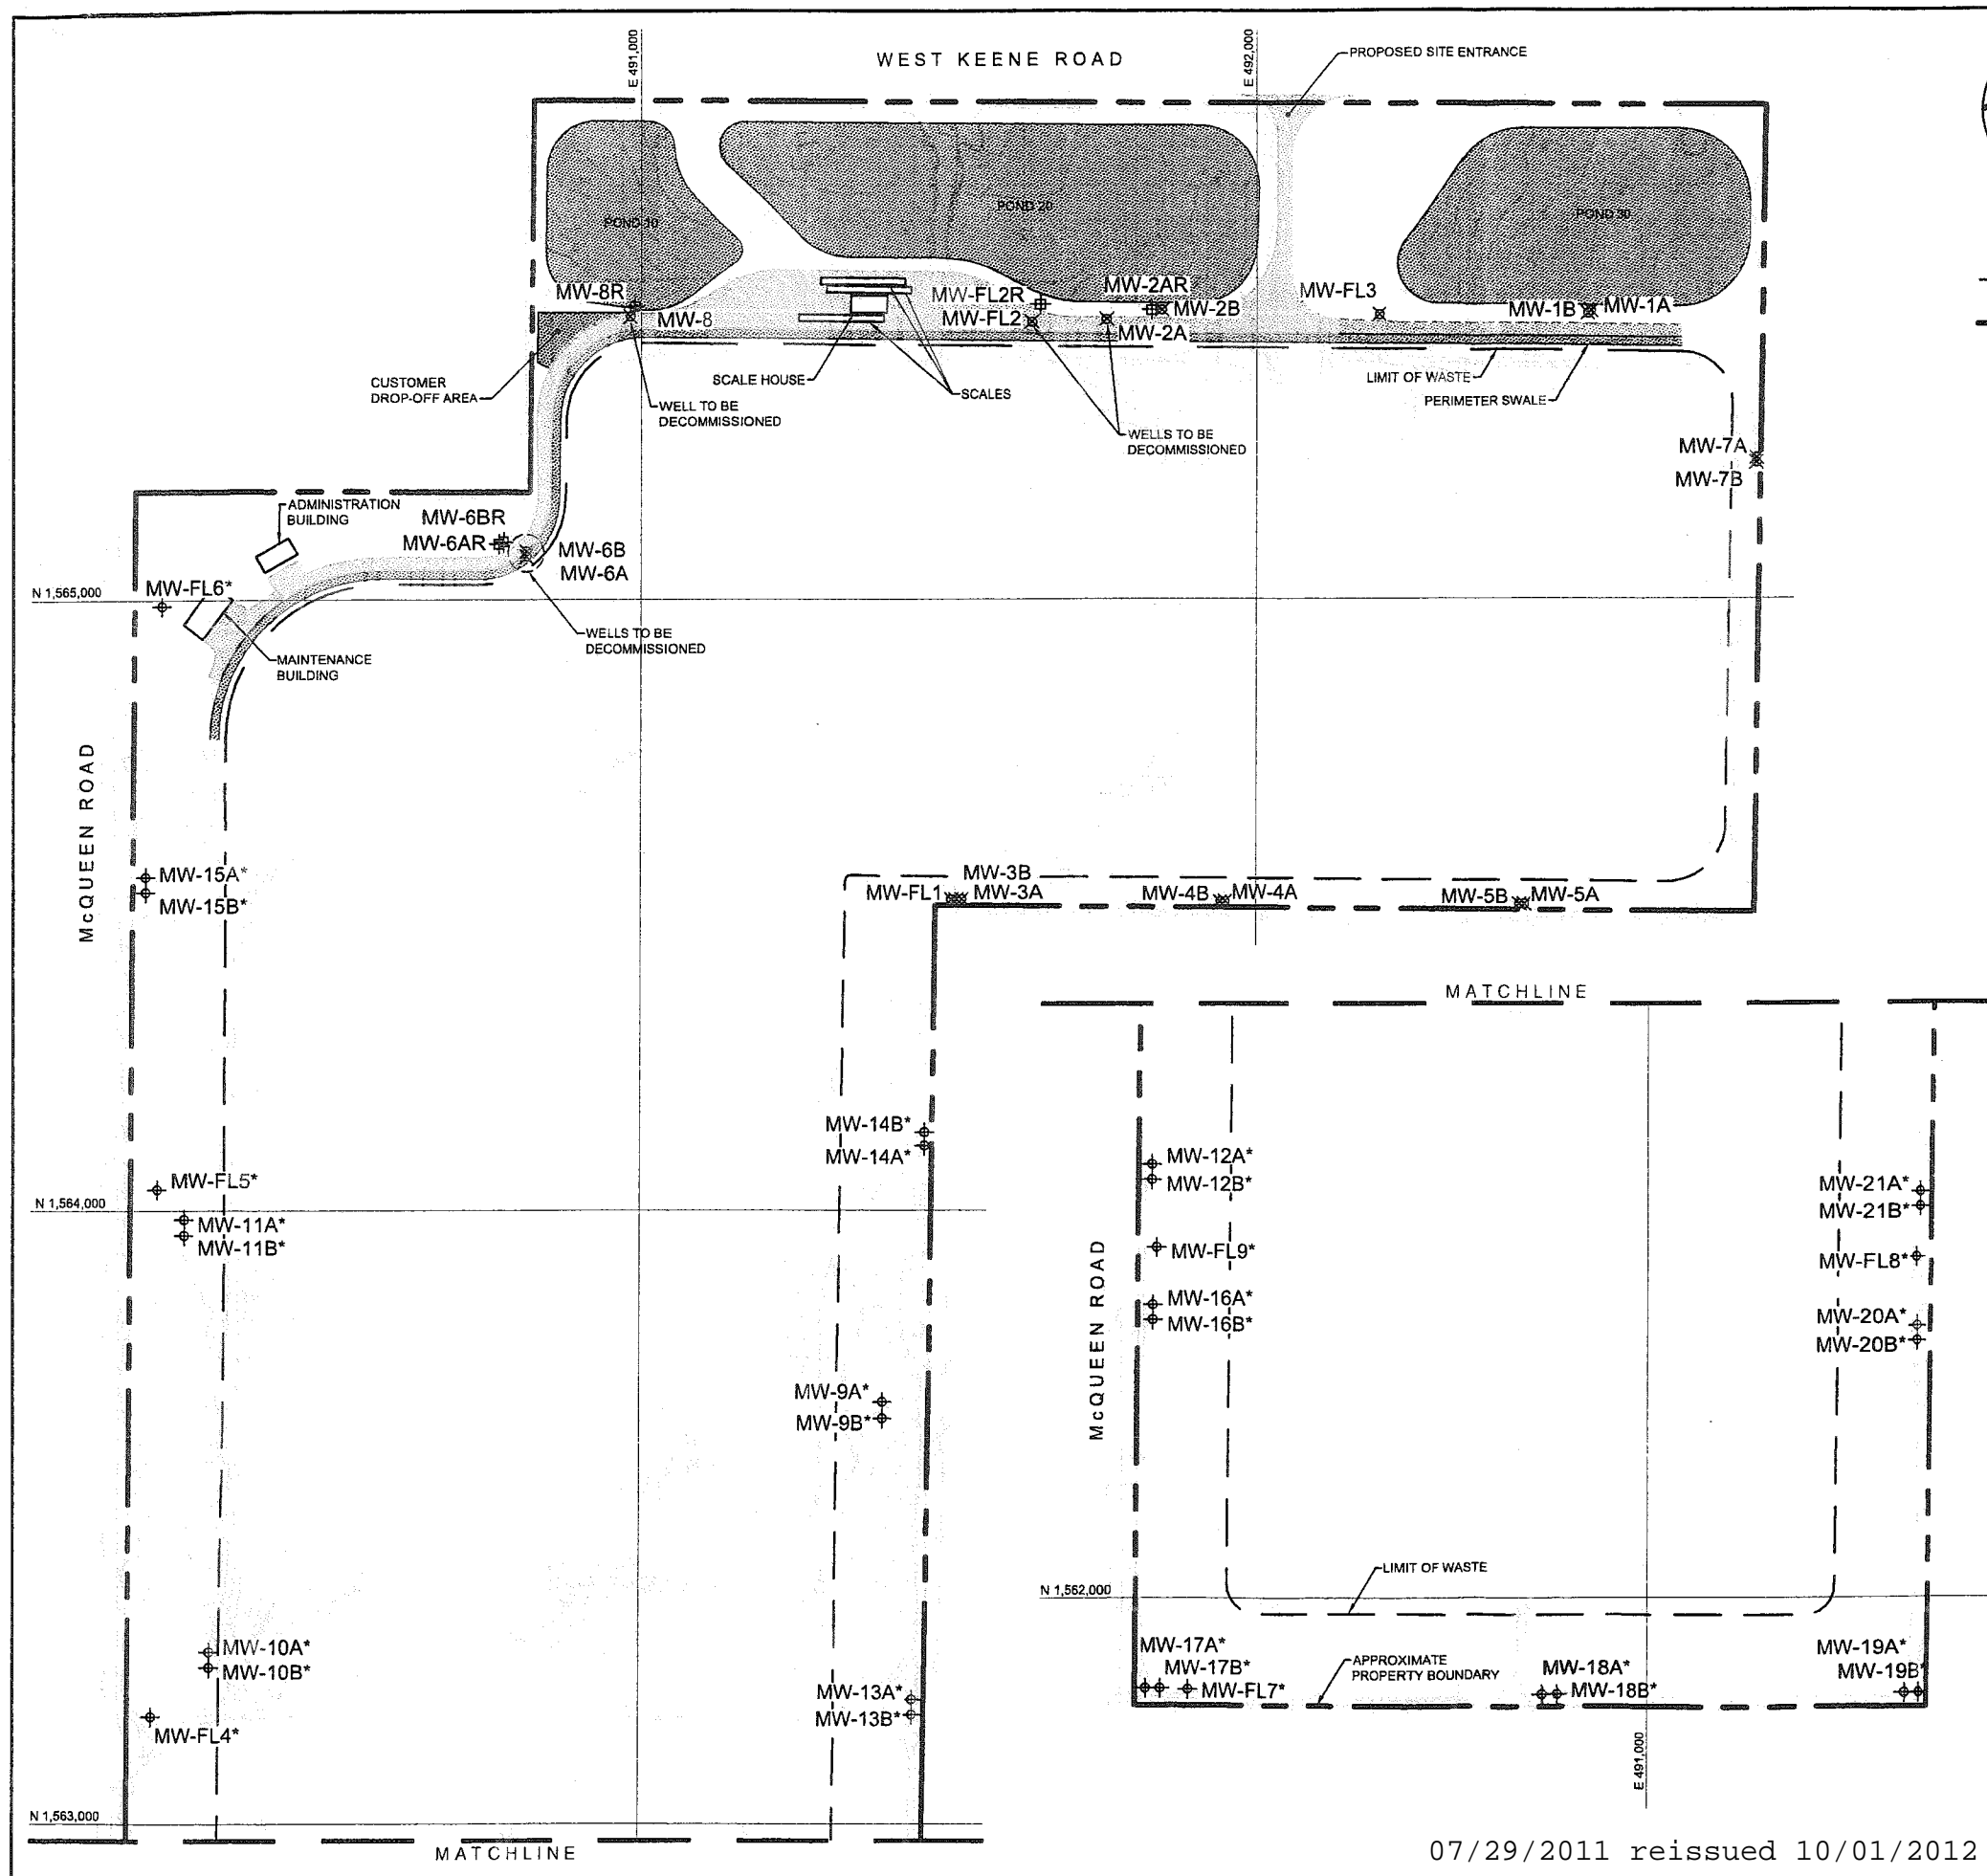 WEST KEENE ROAD
E 491,000
E 492,000
PROPOSED SITE ENTRANCE
POND 10
POND 20
POND 30
MW-8R
MW-8
MW-FL2R
MW-FL2
MW-2AR
MW-2B
MW-2A
MW-FL3
MW-1B
MW-1A
CUSTOMER
DROP-OFF AREA
SCALE HOUSE
SCALES
LIMIT OF WASTE
PERIMETER SWALE
WELL TO BE
DECOMMISSIONED
WELLS TO BE
DECOMMISSIONED
MW-7A
MW-7B
ADMINISTRATION
BUILDING
MW-6BR
MW-6AR
MW-6B
MW-6A
MW-FL6*
N 1,565,000
WELLS TO BE
DECOMMISSIONED
MAINTENANCE
BUILDING
McQUEEN ROAD
MW-15A*
MW-15B*
MW-3B
MW-FL1
MW-3A
MW-4B
MW-4A
MW-5B
MW-5A
MATCHLINE
MW-14B*
MW-14A*
MW-FL5*
N 1,564,000
MW-11A*
MW-11B*
MW-9A*
MW-9B*
MW-10A*
MW-10B*
MW-FL4*
MW-13A*
MW-13B*
N 1,563,000
MATCHLINE
MW-12A*
MW-12B*
MW-21A*
MW-21B*
MW-FL9*
MW-FL8*
McQUEEN ROAD
MW-16A*
MW-16B*
MW-20A*
MW-20B*
LIMIT OF WASTE
N 1,562,000
MW-17A*
MW-17B*
MW-FL7*
APPROXIMATE
PROPERTY BOUNDARY
MW-18A*
MW-18B*
MW-19A*
MW-19B*
E 491,000
07/29/2011 reissued 10/01/2012